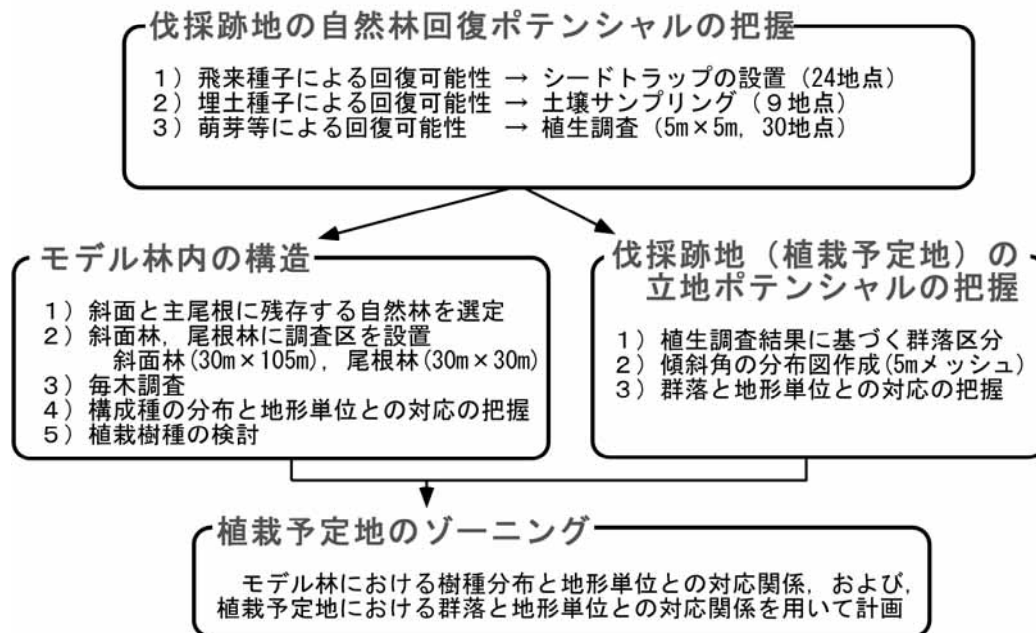 伐採跡地の自然林回復ポテンシャルの把握
1)飛来種子による回復可能性 → シードトラップの設置(24地点)
2)埋土種子による回復可能性 → 土壌サンプリング(9地点)
3)萌芽等による回復可能性 → 植生調査(5m×5m, 30地点)
モデル林内の構造
1)斜面と主尾根に残存する自然林を選定
2)斜面林, 尾根林に調査区を設置
斜面林(30m×105m), 尾根林(30m×30m)
3)毎木調査
4)構成種の分布と地形単位との対応の把握
5)植栽樹種の検討
伐採跡地(植栽予定地)の
立地ポテンシャルの把握
1)植生調査結果に基づく群落区分
2)傾斜角の分布図作成(5mメッシュ)
3)群落と地形単位との対応の把握
植栽予定地のゾーニング
モデル林における樹種分布と地形単位との対応関係, および,
植栽予定地における群落と地形単位との対応関係を用いて計画